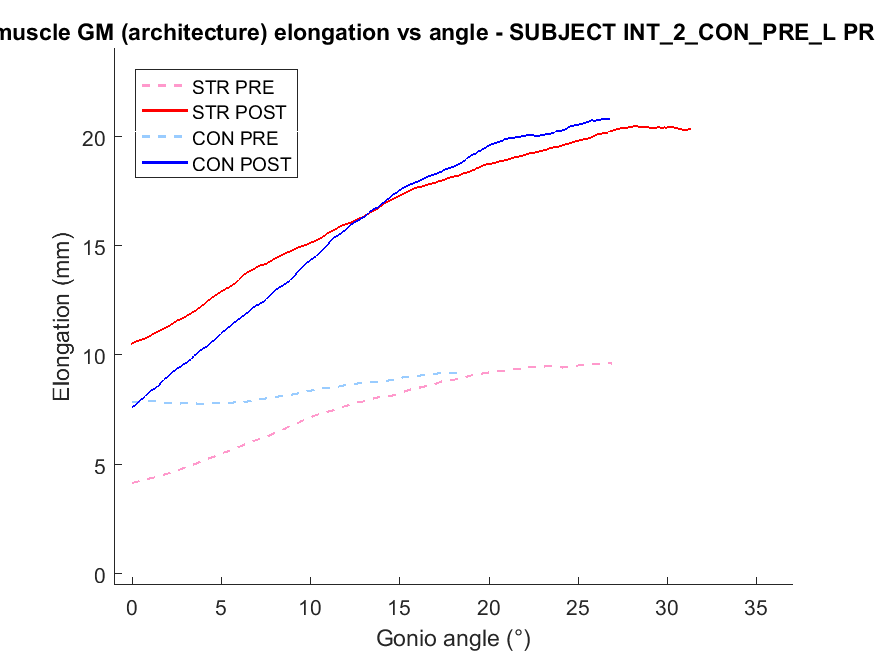 muscle GM (architecture) elongation vs angle - SUBJECT INT_2_CON_PRE_L PR
STR PRE
STR POST
CON PRE
CON POST
20
15
10
5
0
Elongation (mm)
0 5 10 15 20 25 30 35
Gonio angle (°)